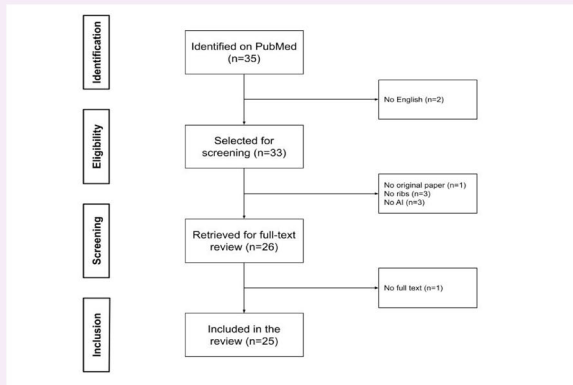 Identification
Identified on PubMed
(n=35)
No English (n=2)
Eligibility
Selected for
screening (n=33)
No original paper (n=1)
No ribs (n=3)
No AI (n=3)
Screening
Retrieved for full-text
review (n=26)
No full text (n=1)
Inclusion
Included in the
review (n=25)